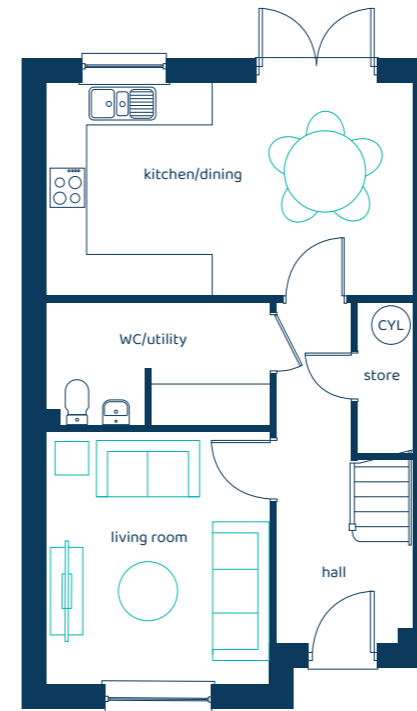 kitchen/dining
WC/utility
CYL
store
living room
hall